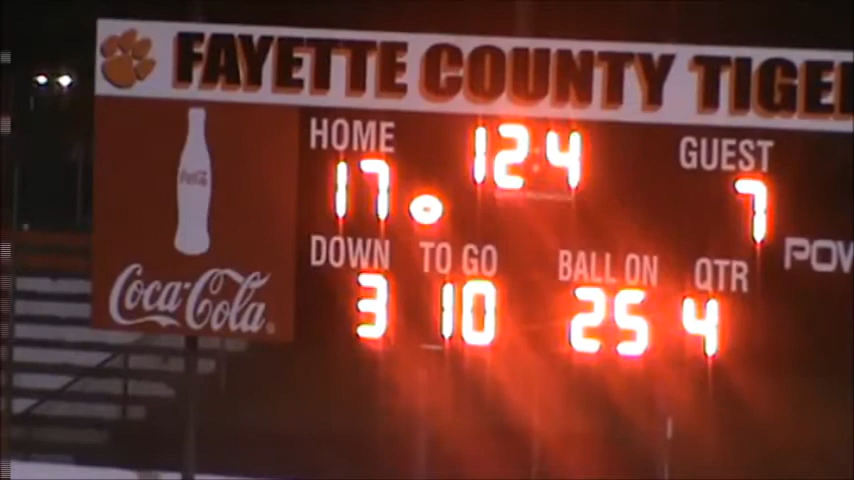 FAYETTE COUNTY TIGE
HOME 12:4 GUEST
17 7
Coca-Cola
DOWN TO GO BALL ON QTR
3 10 25 4
POW
Coca-Cola